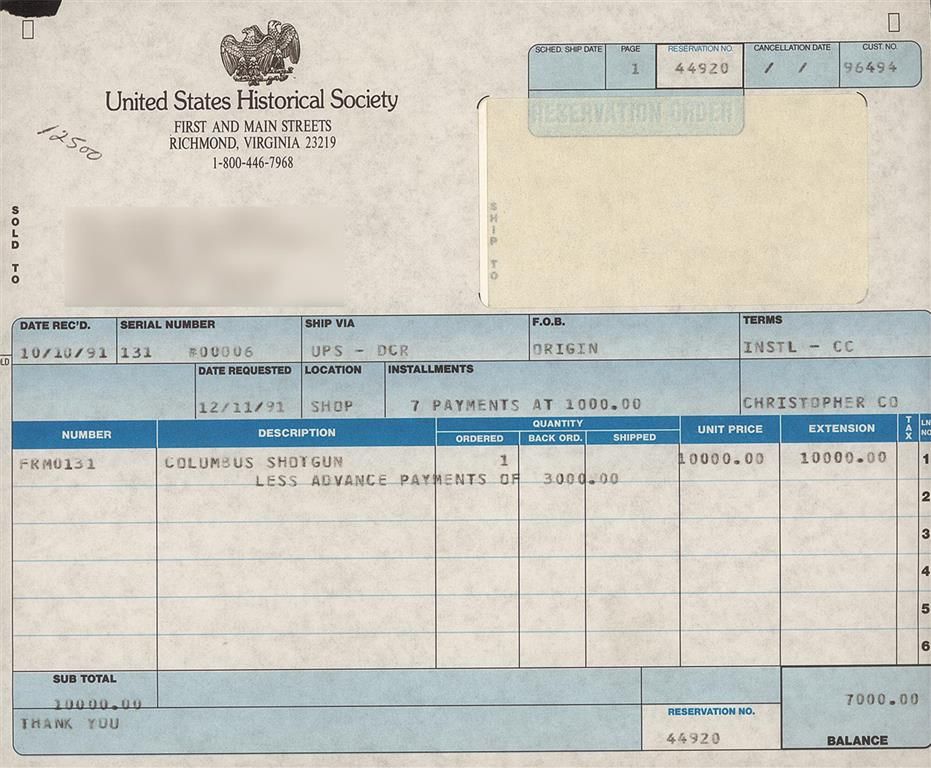 SCHED. SHIP DATE PAGE RESERVATION NO. CANCELLATION DATE CUST. NO.
1 44920 / / 96494
RESERVATION ORDER
United States Historical Society
FIRST AND MAIN STREETS
RICHMOND, VIRGINIA 23219
1-800-446-7968
12500
SOLD TO
SHIP TO
DATE REC'D. SERIAL NUMBER SHIP VIA F.O.B. TERMS
10/10/91 131 #00006 UPS - DCR ORIGIN INSTL - CC
LD
DATE REQUESTED LOCATION INSTALLMENTS
12/11/91 SHOP 7 PAYMENTS AT 1000.00 CHRISTOPHER CO
NUMBER DESCRIPTION QUANTITY UNIT PRICE EXTENSION TAX LN NO
ORDERED BACK ORD. SHIPPED
FRM0131 COLUMBUS SHOTGUN 1 10000.00 10000.00 1
LESS ADVANCE PAYMENTS OF 3000.00
2
3
4
5
6
SUB TOTAL
10000.00 7000.00
THANK YOU RESERVATION NO.
44920 BALANCE